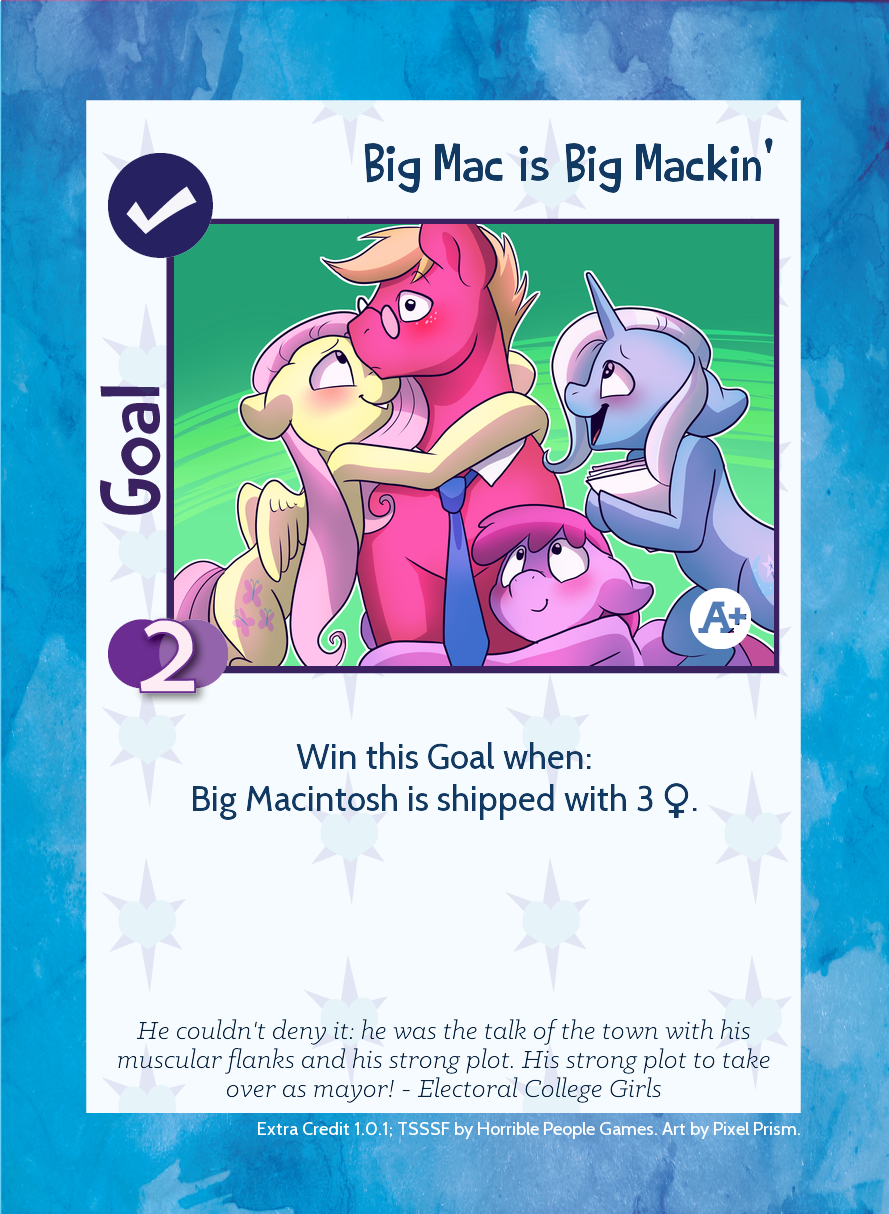 Big Mac is Big Mackin'
Goal
A+
2
Win this Goal when:
Big Macintosh is shipped with 3 ♀.
He couldn't deny it: he was the talk of the town with his
muscular flanks and his strong plot. His strong plot to take
over as mayor! - Electoral College Girls
Extra Credit 1.0.1; TSSSF by Horrible People Games. Art by Pixel Prism.